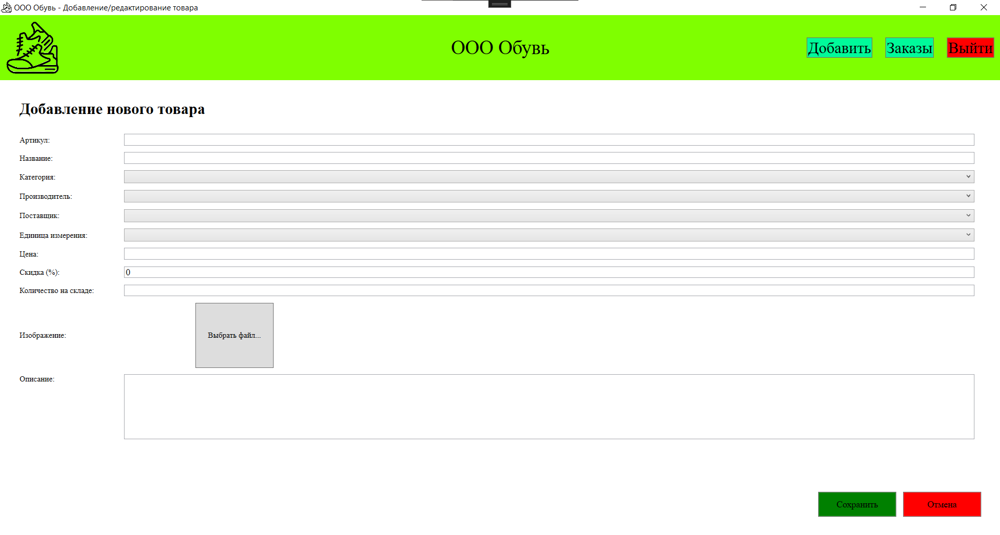 ООО Обувь - Добавление/редактирование товара
ООО Обувь
Добавить
Заказы
Выйти
Добавление нового товара
Артикул:
Название:
Категория:
Производитель:
Поставщик:
Единица измерения:
Цена:
Скидка (%):
0
Количество на складе:
Изображение:
Выбрать файл...
Описание:
Сохранить
Отмена